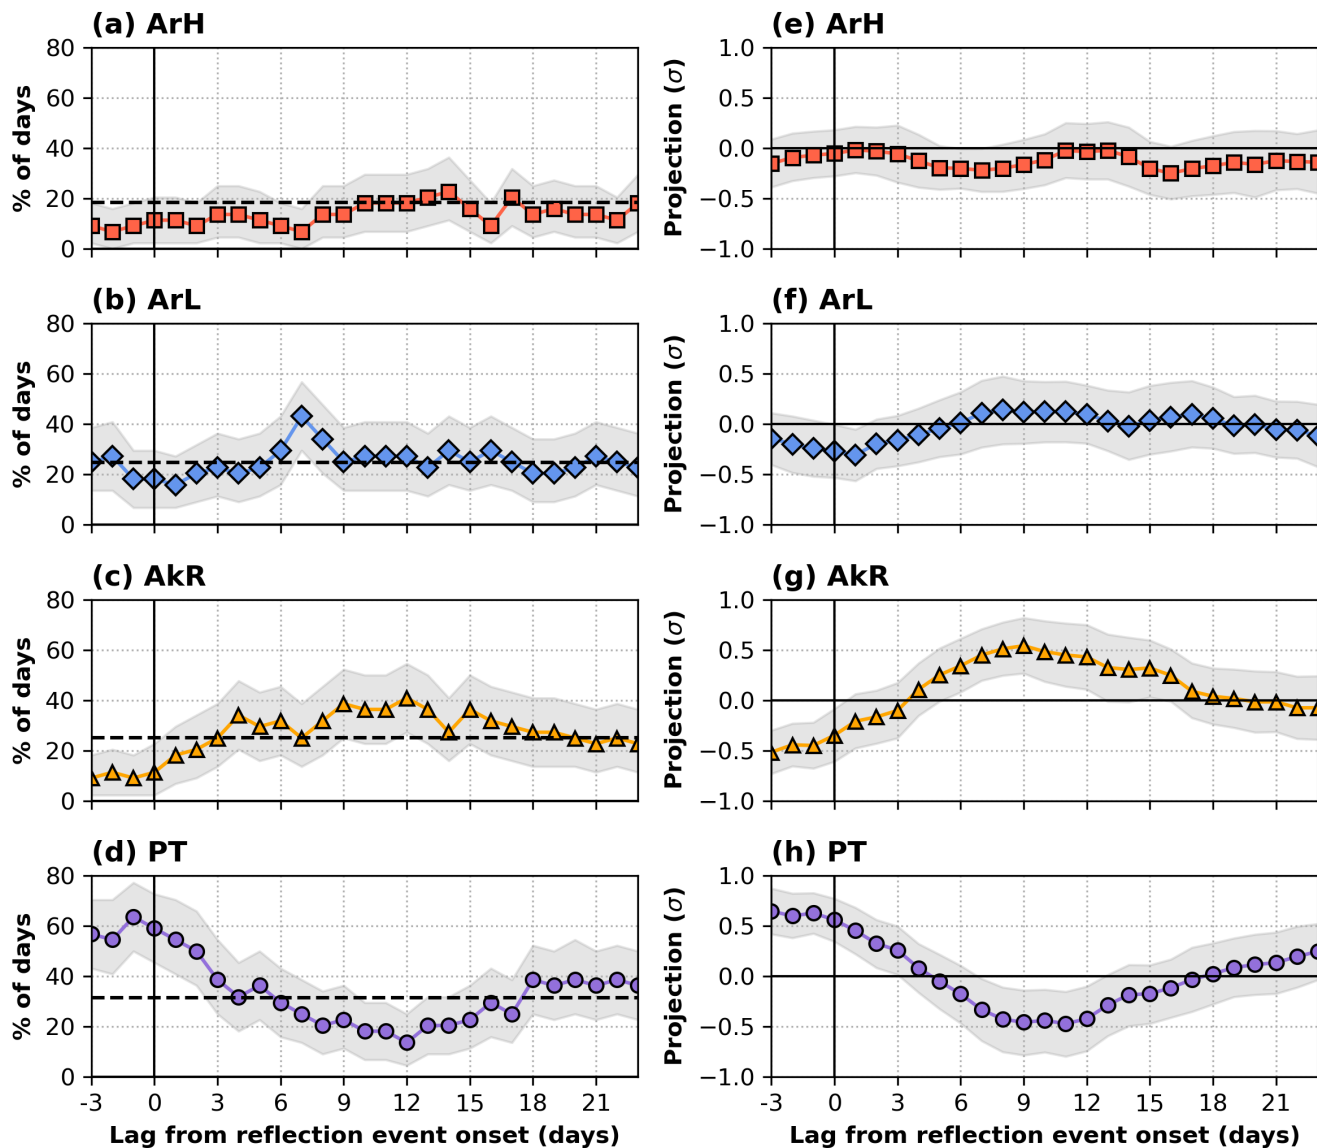 (a) ArH
% of days
80
60
40
20
0
(b) ArL
% of days
80
60
40
20
0
(c) AkR
% of days
80
60
40
20
0
(d) PT
% of days
80
60
40
20
0
-3 0 3 6 9 12 15 18 21
Lag from reflection event onset (days)
(e) ArH
Projection (σ)
1.0
0.5
0.0
−0.5
−1.0
(f) ArL
Projection (σ)
1.0
0.5
0.0
−0.5
−1.0
(g) AkR
Projection (σ)
1.0
0.5
0.0
−0.5
−1.0
(h) PT
Projection (σ)
1.0
0.5
0.0
−0.5
−1.0
-3 0 3 6 9 12 15 18 21
Lag from reflection event onset (days)